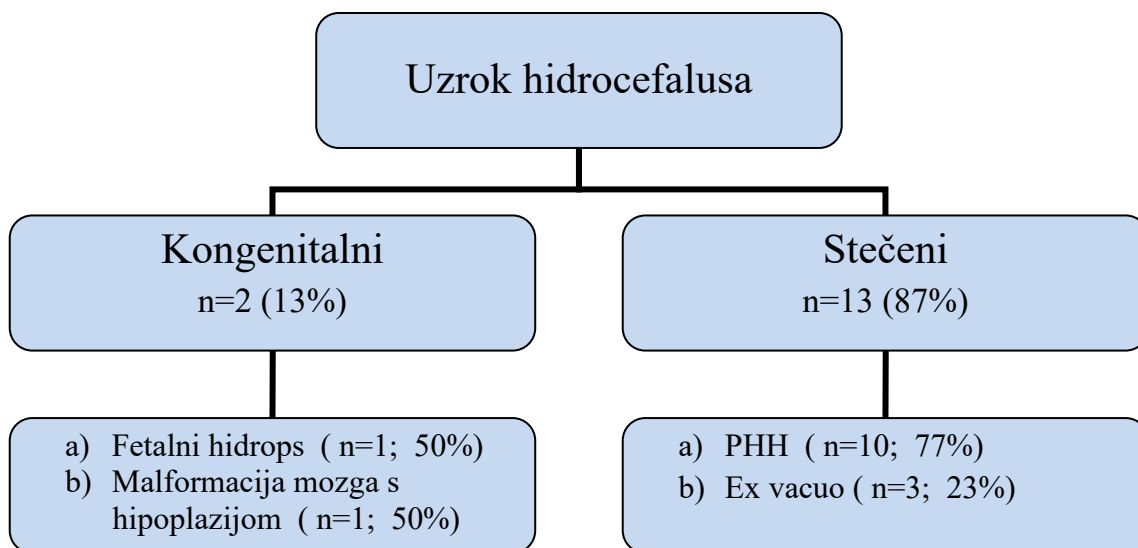 Uzrok hidrocefalusa
Kongenitalni
n=2 (13%)
Stečeni
n=13 (87%)
a) Fetalni hidrops ( n=1; 50%)
b) Malformacija mozga s
hipoplazijom ( n=1; 50%)
a) PHH ( n=10; 77%)
b) Ex vacuo ( n=3; 23%)